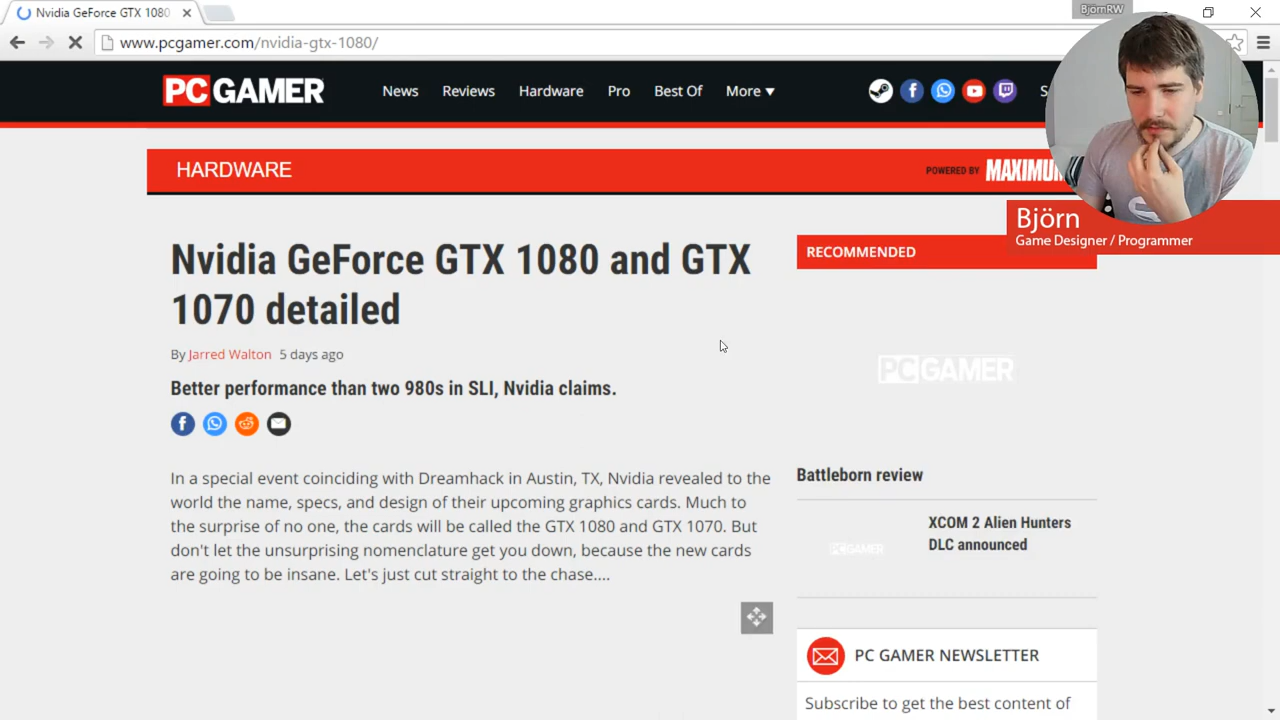 Nvidia GeForce GTX 1080
BjörnRW
www.pcgamer.com/nvidia-gtx-1080/
PC GAMER
News
Reviews
Hardware
Pro
Best Of
More
HARDWARE
POWERED BY
Björn
Game Designer / Programmer
Nvidia GeForce GTX 1080 and GTX
1070 detailed
By Jarred Walton 5 days ago
Better performance than two 980s in SLI, Nvidia claims.
In a special event coinciding with Dreamhack in Austin, TX, Nvidia revealed to the
world the name, specs, and design of their upcoming graphics cards. Much to
the surprise of no one, the cards will be called the GTX 1080 and GTX 1070. But
don't let the unsurprising nomenclature get you down, because the new cards
are going to be insane. Let's just cut straight to the chase....
RECOMMENDED
PC GAMER
Battleborn review
PC GAMER
XCOM 2 Alien Hunters
DLC announced
PC GAMER NEWSLETTER
Subscribe to get the best content of